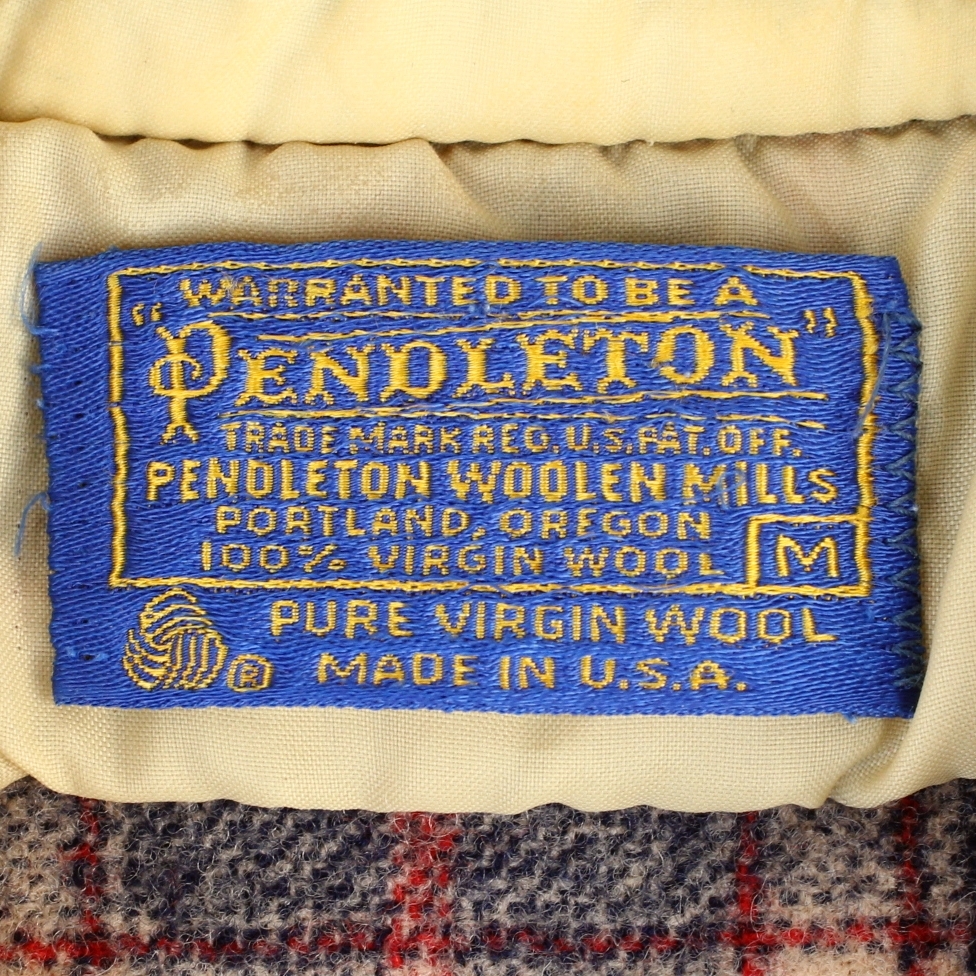 WARRANTED TO BE A
"PENDLETON"
TRADE MARK REG. U.S. PAT. OFF.
PENDLETON WOOLEN MILLS
PORTLAND, OREGON
100% VIRGIN WOOL
M
PURE VIRGIN WOOL
® MADE IN U.S.A.